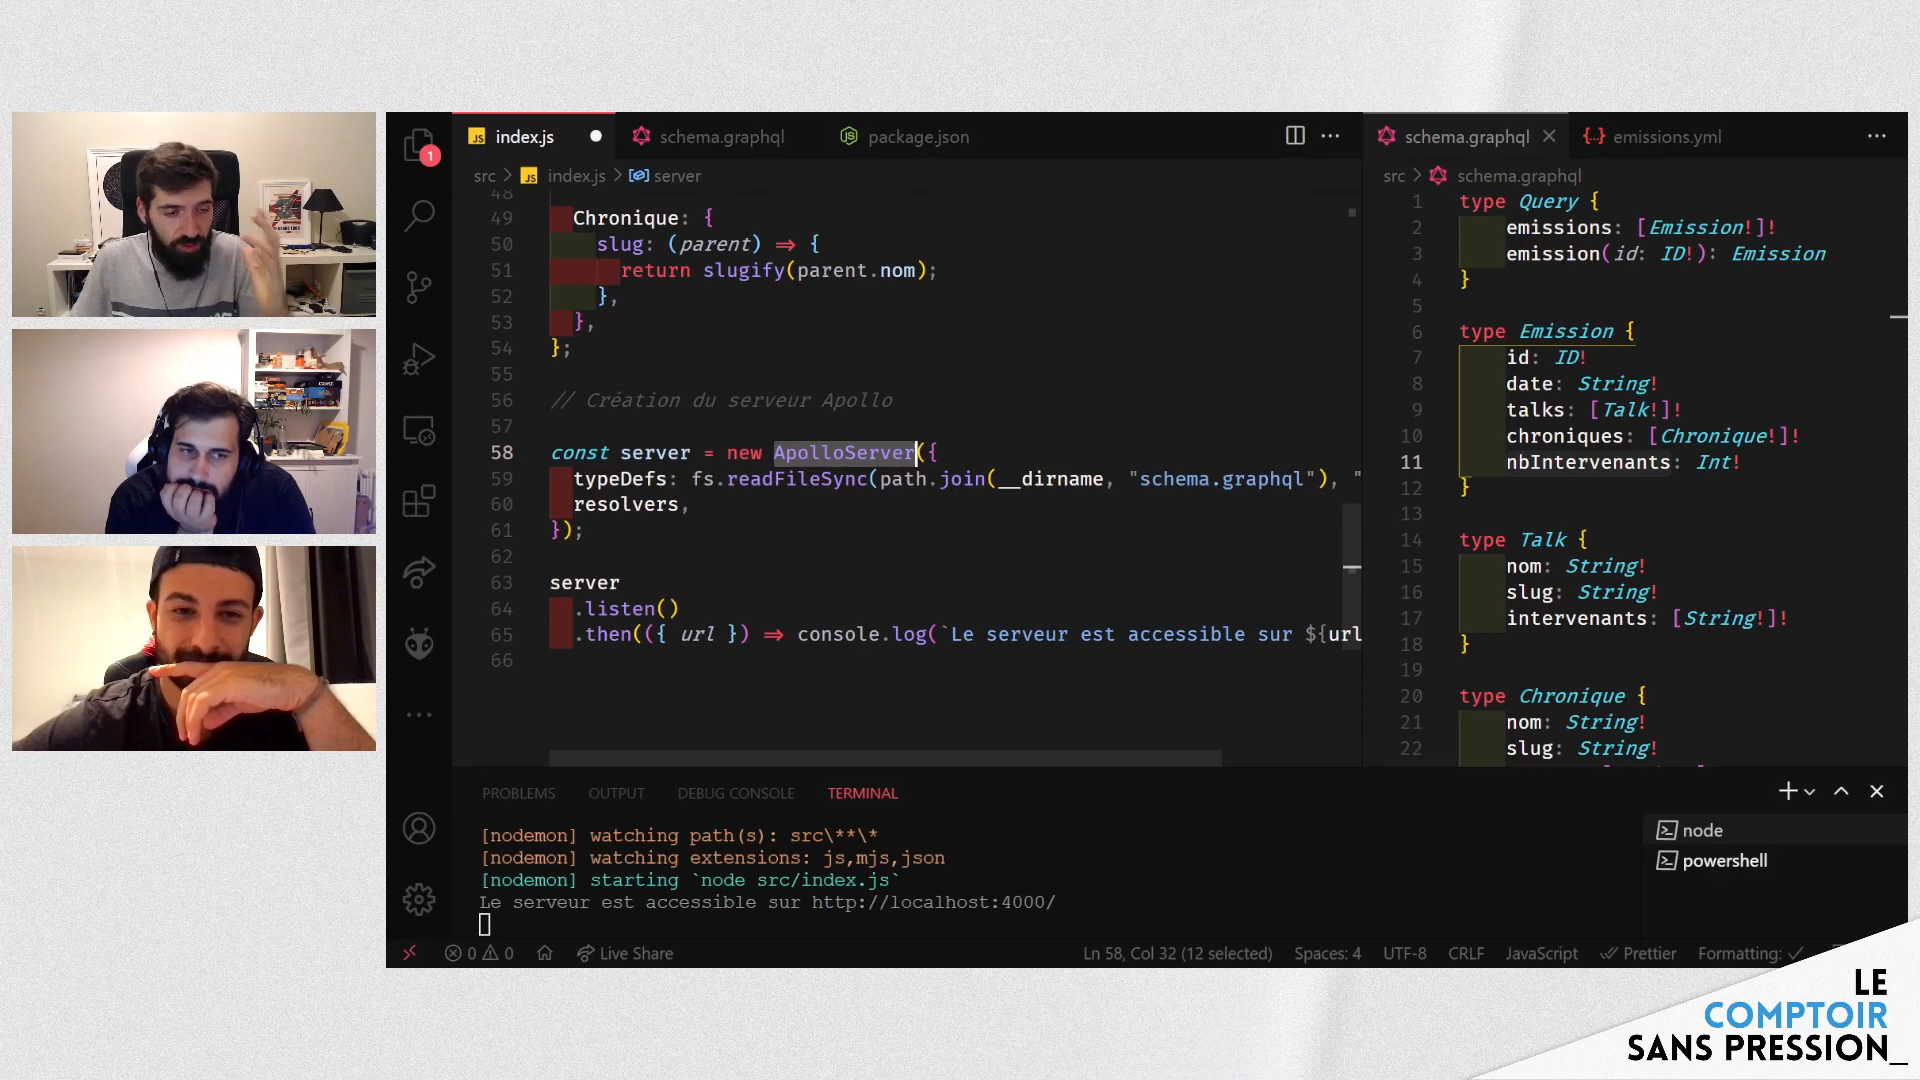 index.js
schema.graphql
package.json
src > index.js > server
48
49 Chronique: {
50 slug: (parent) => {
51 return slugify(parent.nom);
52 },
53 },
54 };
55
56 // Création du serveur Apollo
57
58 const server = new ApolloServer({
59 typeDefs: fs.readFileSync(path.join(__dirname, "schema.graphql"), "
60 resolvers,
61 });
62
63 server
64 .listen()
65 .then(({ url }) => console.log(`Le serveur est accessible sur ${url
66
schema.graphql
emissions.yml
src > schema.graphql
1 type Query {
2 emissions: [Emission!]!
3 emission(id: ID!): Emission
4 }
5
6 type Emission {
7 id: ID!
8 date: String!
9 talks: [Talk!]!
10 chroniques: [Chronique!]!
11 nbIntervenants: Int!
12 }
13
14 type Talk {
15 nom: String!
16 slug: String!
17 intervenants: [String!]!
18 }
19
20 type Chronique {
21 nom: String!
22 slug: String!
1
PROBLEMS OUTPUT DEBUG CONSOLE TERMINAL
[nodemon] watching path(s): src\**\*
[nodemon] watching extensions: js,mjs,json
[nodemon] starting `node src/index.js`
Le serveur est accessible sur http://localhost:4000/
node
powershell
0 0 Live Share Ln 58, Col 32 (12 selected) Spaces: 4 UTF-8 CRLF JavaScript Prettier Formatting: ✓
LE
COMPTOIR
SANS PRESSION_